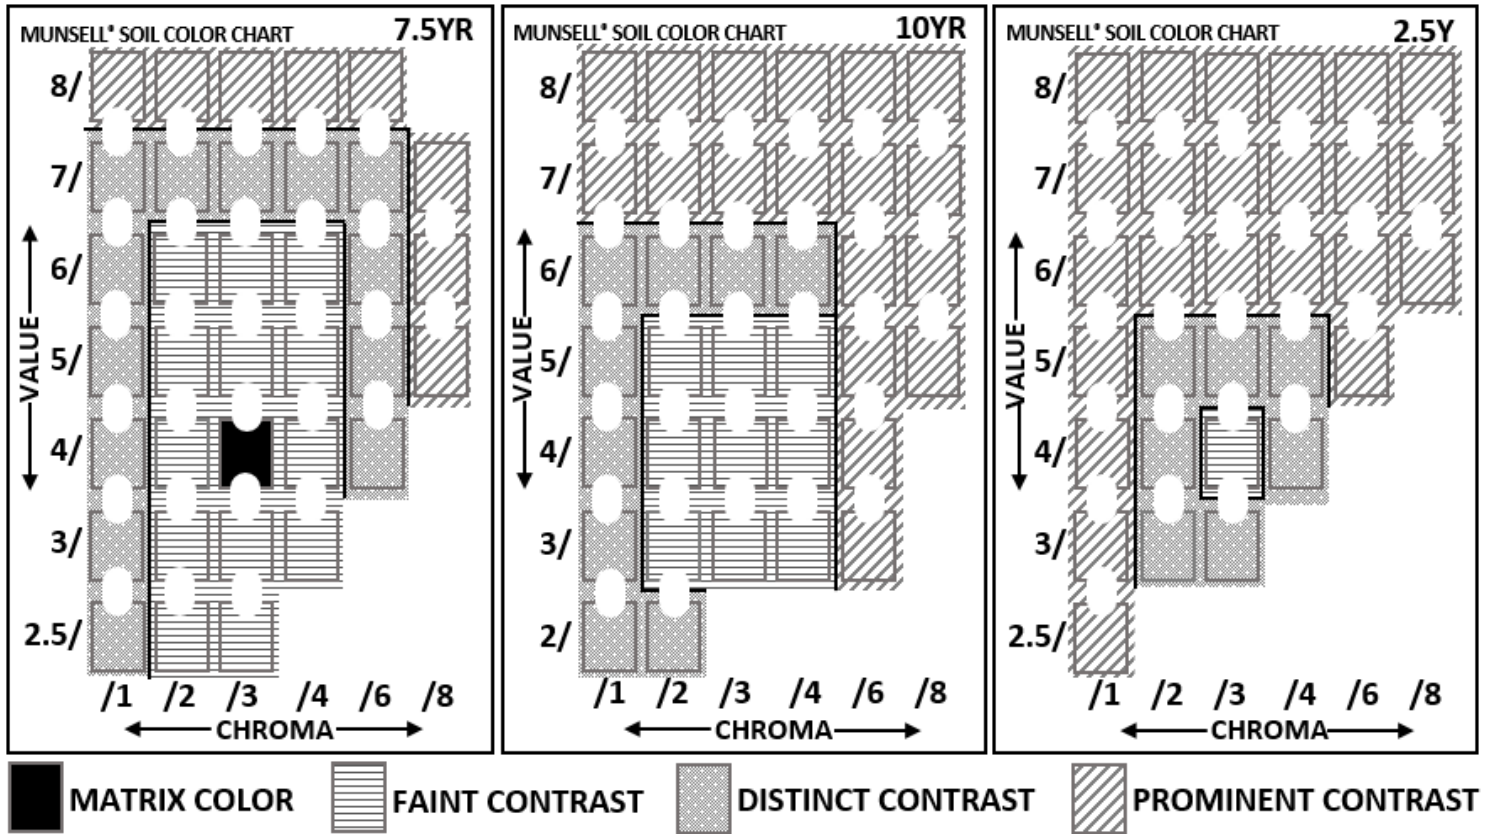 MUNSELL® SOIL COLOR CHART 7.5YR
8/
7/
6/
5/
4/
3/
2.5/
VALUE
/1 /2 /3 /4 /6 /8
CHROMA
MUNSELL® SOIL COLOR CHART 10YR
8/
7/
6/
5/
4/
3/
2/
VALUE
/1 /2 /3 /4 /6 /8
CHROMA
MUNSELL® SOIL COLOR CHART 2.5Y
8/
7/
6/
5/
4/
3/
2.5/
VALUE
/1 /2 /3 /4 /6 /8
CHROMA
MATRIX COLOR FAINT CONTRAST DISTINCT CONTRAST PROMINENT CONTRAST